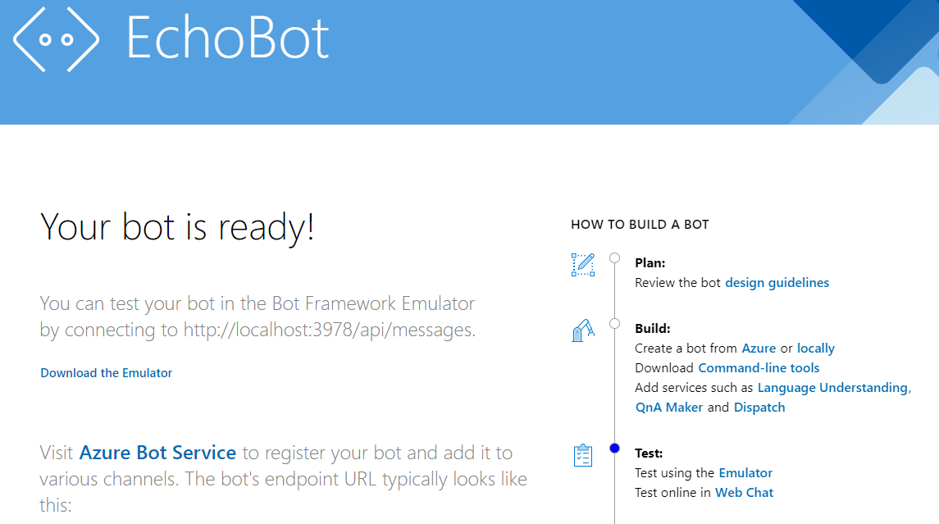 EchoBot
Your bot is ready!
You can test your bot in the Bot Framework Emulator
by connecting to http://localhost:3978/api/messages.
Download the Emulator
Visit Azure Bot Service to register your bot and add it to
various channels. The bot's endpoint URL typically looks like
this:
HOW TO BUILD A BOT
Plan:
Review the bot design guidelines
Build:
Create a bot from Azure or locally
Download Command-line tools
Add services such as Language Understanding,
QnA Maker and Dispatch
Test:
Test using the Emulator
Test online in Web Chat